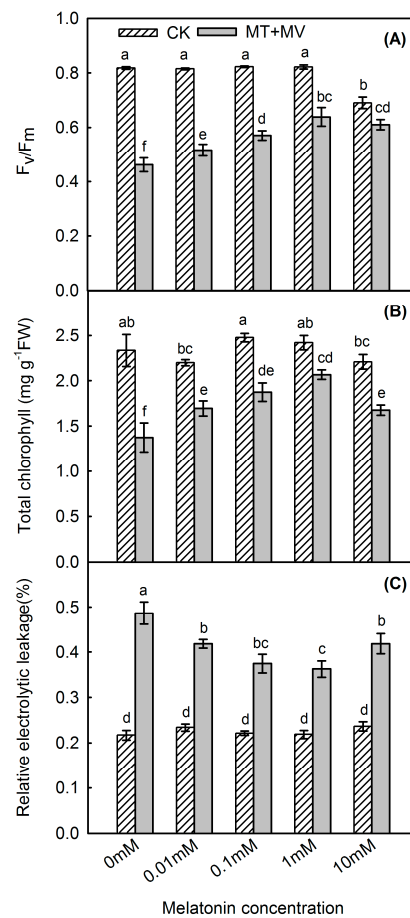 CK MT+MV
(A)
a a a a b
f e d bc cd
1.0
0.8
0.6
0.4
0.2
0.0
Fv/Fm
(B)
ab bc a ab bc
f e de cd e
2.5
2.0
1.5
1.0
0.5
0.0
Total chlorophyll (mg g⁻¹FW)
(C)
a b bc c b
d d d d d
0.5
0.4
0.3
0.2
0.1
0.0
Relative electrolytic leakage(%)
0mM 0.01mM 0.1mM 1mM 10mM
Melatonin concentration